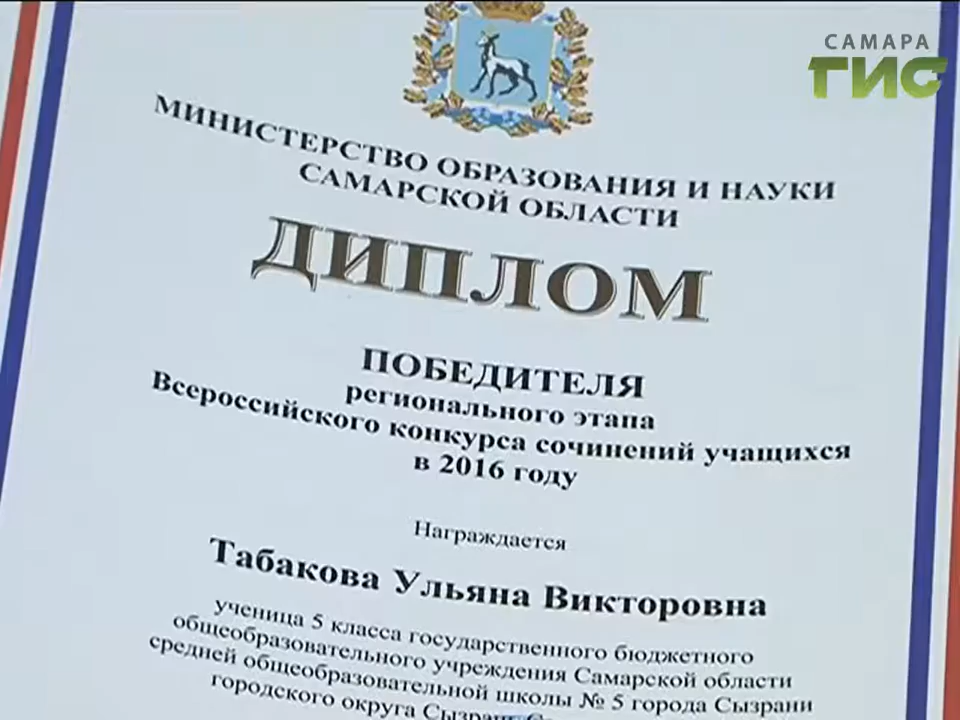 САМАРА
ГИС
МИНИСТЕРСТВО ОБРАЗОВАНИЯ И НАУКИ
САМАРСКОЙ ОБЛАСТИ
ДИПЛОМ
ПОБЕДИТЕЛЯ
регионального этапа
Всероссийского конкурса сочинений учащихся
в 2016 году
Награждается
Табакова Ульяна Викторовна
ученица 5 класса государственного бюджетного
общеобразовательного учреждения Самарской области
средней общеобразовательной школы № 5 города Сызрани
городского округа